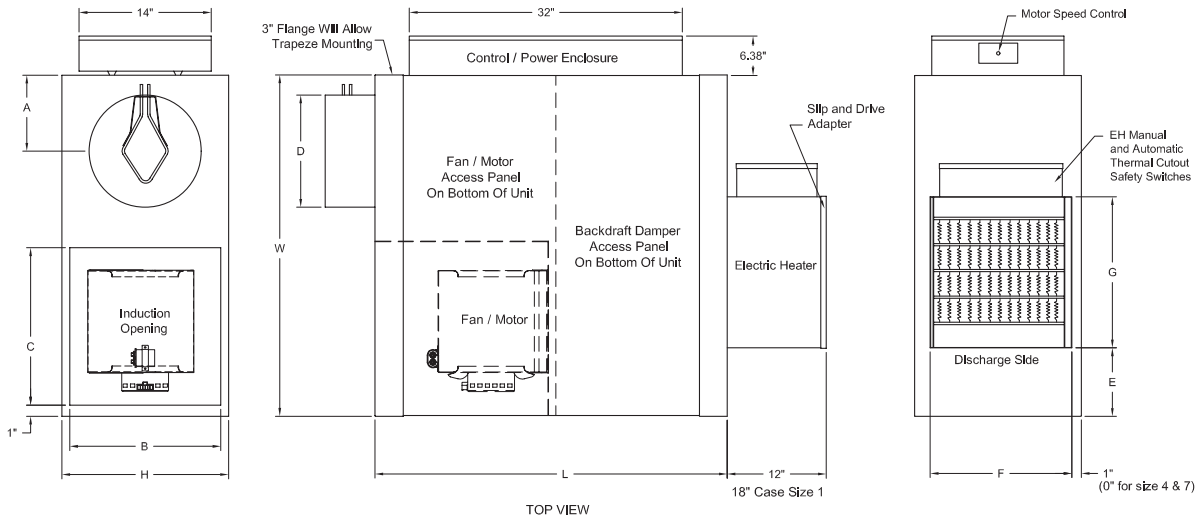 14"
A
Induction
Opening
C
1"
B
H
3" Flange Will Allow
Trapeze Mounting
32"
Control / Power Enclosure
6.38"
D
W
Fan / Motor
Access Panel
On Bottom Of Unit
Backdraft Damper
Access Panel
On Bottom Of Unit
Fan / Motor
Slip and Drive
Adapter
Electric Heater
L
12"
18" Case Size 1
TOP VIEW
Motor Speed Control
EH Manual
and Automatic
Thermal Cutout
Safety Switches
G
Discharge Side
E
F
1"
(0" for size 4 & 7)